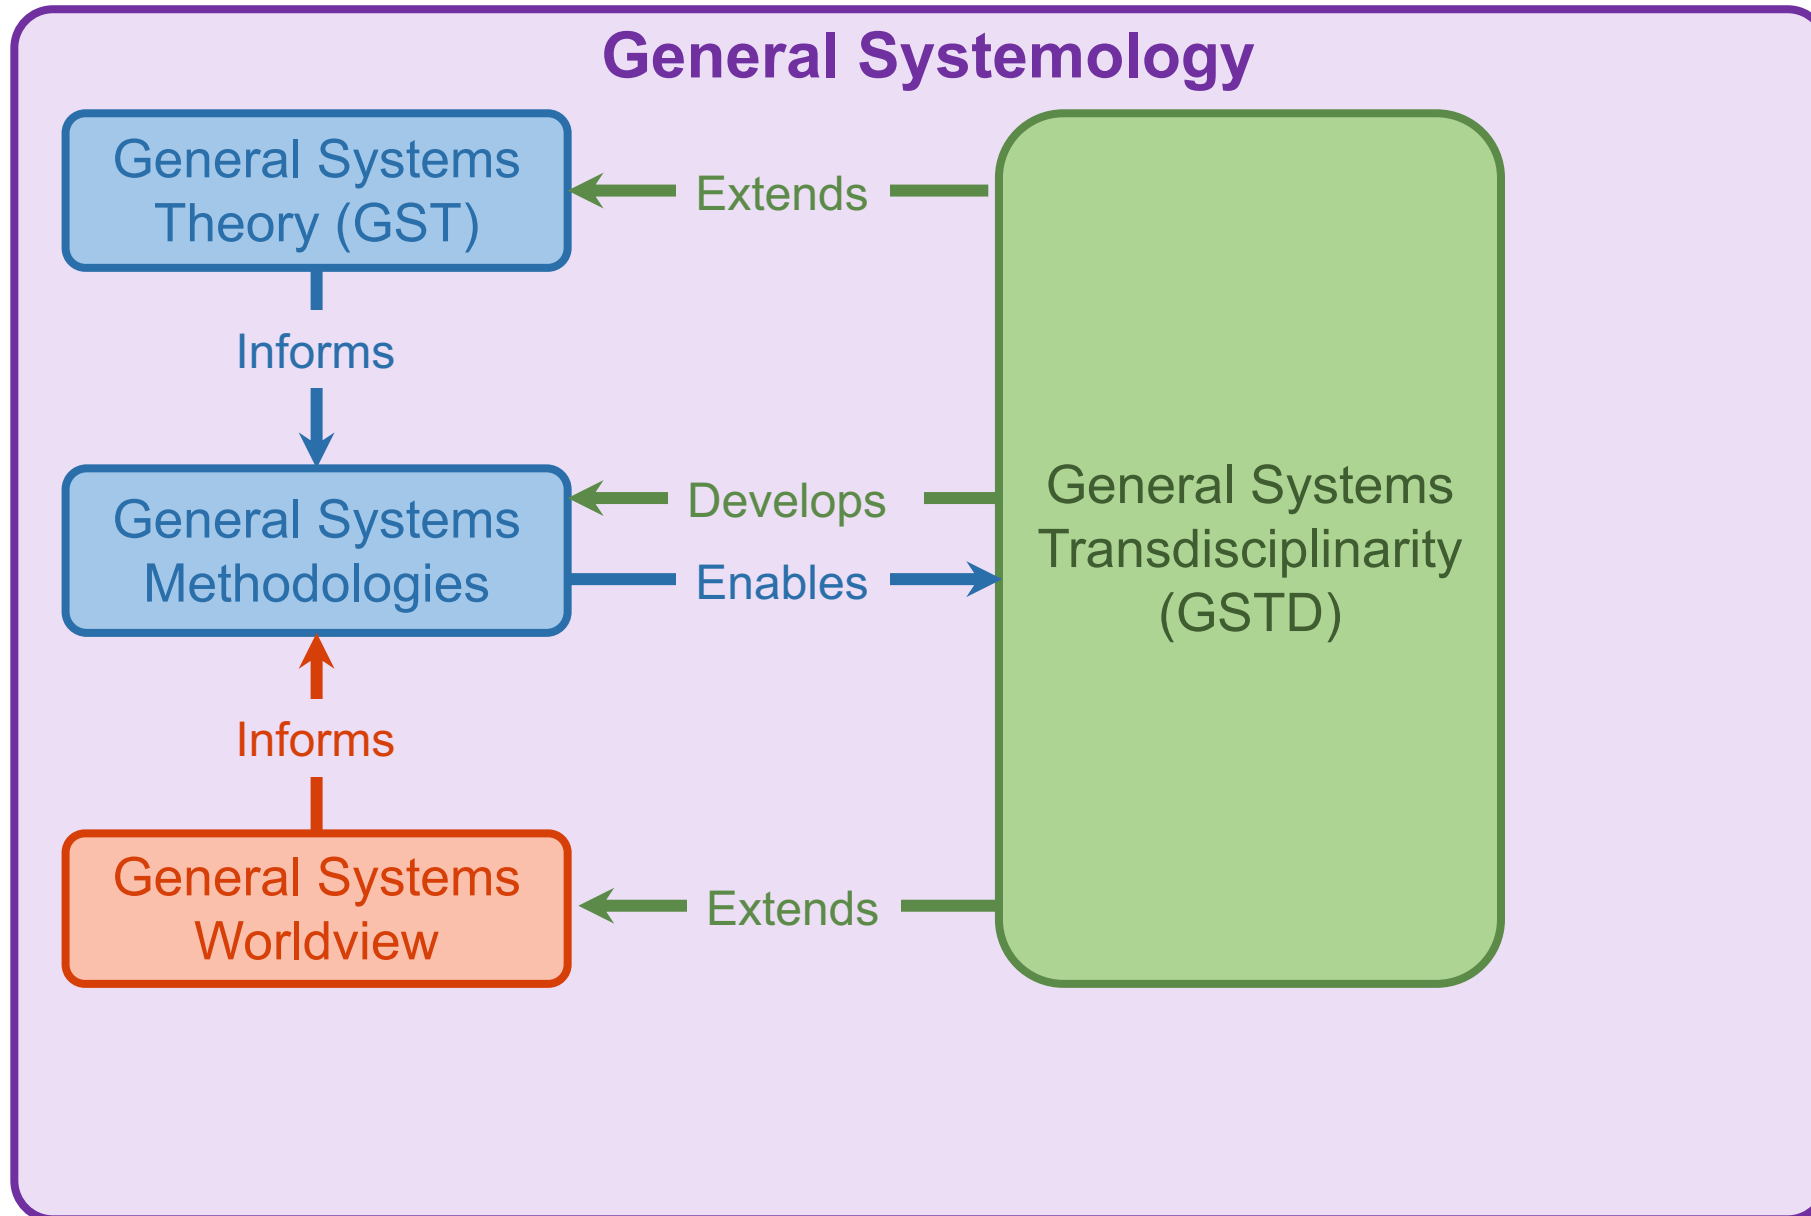 General Systemology
General Systems
Theory (GST)
Extends
Informs
General Systems
Methodologies
Develops
Enables
General Systems
Transdisciplinarity
(GSTD)
Informs
General Systems
Worldview
Extends